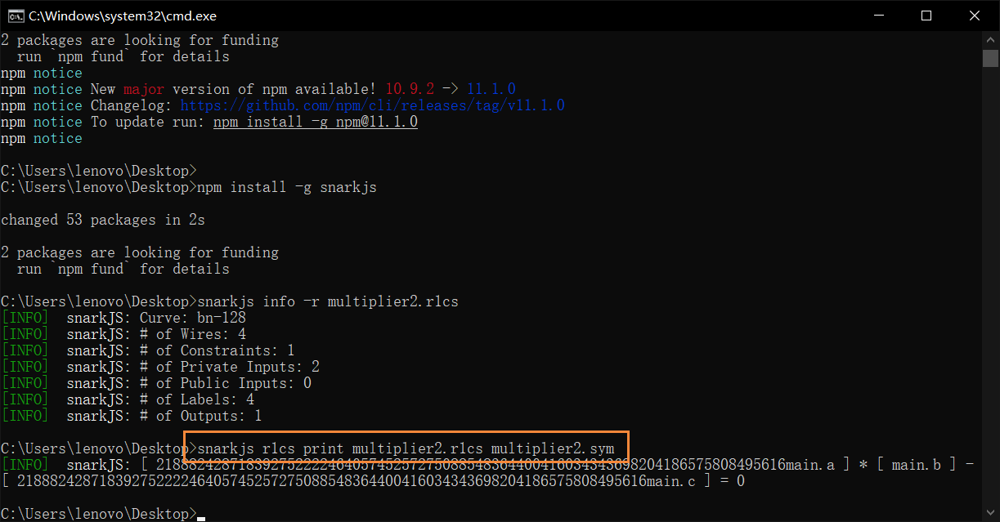 C:\Windows\system32\cmd.exe
2 packages are looking for funding
  run `npm fund` for details
npm notice
npm notice New major version of npm available! 10.9.2 -> 11.1.0
npm notice Changelog: https://github.com/npm/cli/releases/tag/v11.1.0
npm notice To update run: npm install -g npm@11.1.0
npm notice
C:\Users\lenovo\Desktop>
C:\Users\lenovo\Desktop>npm install -g snarkjs
changed 53 packages in 2s
2 packages are looking for funding
  run `npm fund` for details
C:\Users\lenovo\Desktop>snarkjs info -r multiplier2.r1cs
[INFO]  snarkJS: Curve: bn-128
[INFO]  snarkJS: # of Wires: 4
[INFO]  snarkJS: # of Constraints: 1
[INFO]  snarkJS: # of Private Inputs: 2
[INFO]  snarkJS: # of Public Inputs: 0
[INFO]  snarkJS: # of Labels: 4
[INFO]  snarkJS: # of Outputs: 1
C:\Users\lenovo\Desktop>snarkjs r1cs print multiplier2.r1cs multiplier2.sym
[INFO]  snarkJS: [ 21888242871839275222246405745257275088548364400416034343698204186575808495616main.a ] * [ main.b ] -
[ 21888242871839275222246405745257275088548364400416034343698204186575808495616main.c ] = 0
C:\Users\lenovo\Desktop>